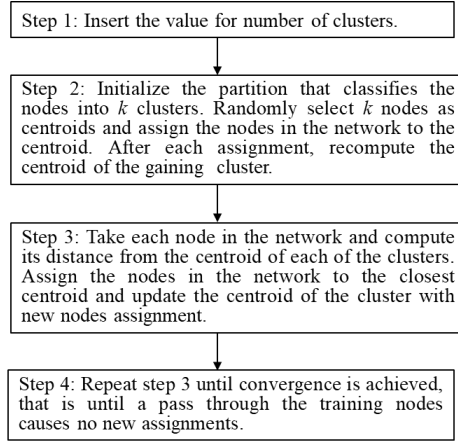 Step 1: Insert the value for number of clusters.
Step 2: Initialize the partition that classifies the
nodes into k clusters. Randomly select k nodes as
centroids and assign the nodes in the network to the
centroid. After each assignment, recompute the
centroid of the gaining cluster.
Step 3: Take each node in the network and compute
its distance from the centroid of each of the clusters.
Assign the nodes in the network to the closest
centroid and update the centroid of the cluster with
new nodes assignment.
Step 4: Repeat step 3 until convergence is achieved,
that is until a pass through the training nodes
causes no new assignments.